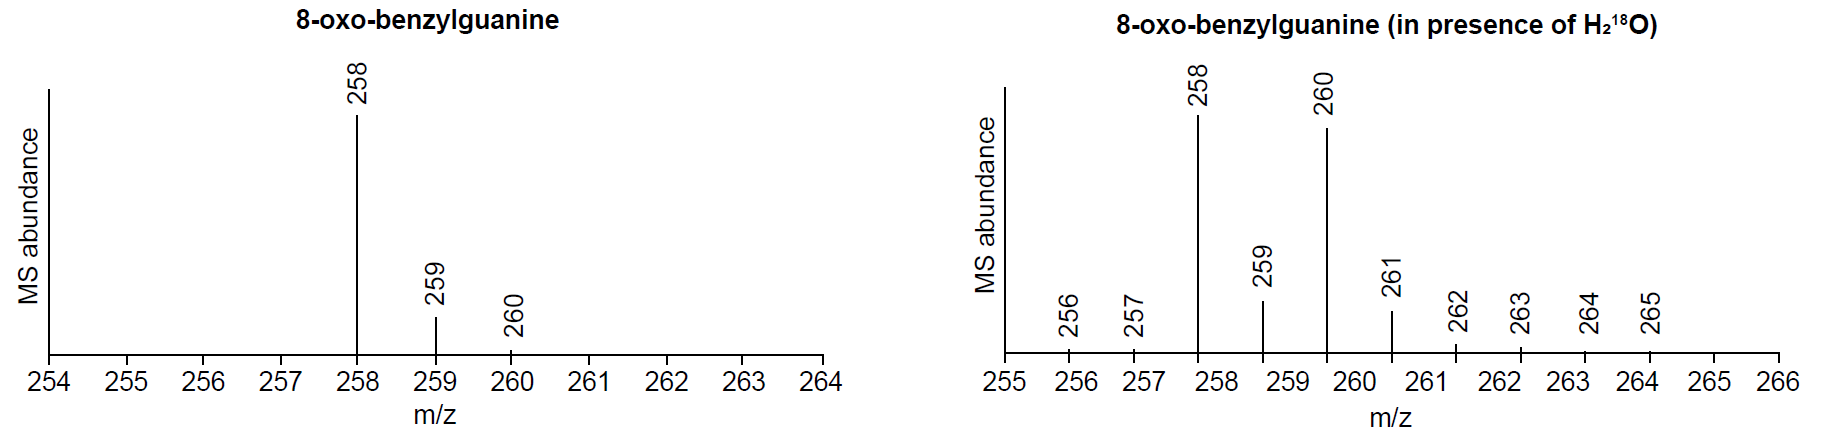 8-oxo-benzylguanine
MS abundance
258
259
260
254 255 256 257 258 259 260 261 262 263 264
m/z
8-oxo-benzylguanine (in presence of H₂¹⁸O)
MS abundance
256
257
258
259
260
261
262
263
264
265
255 256 257 258 259 260 261 262 263 264 265 266
m/z